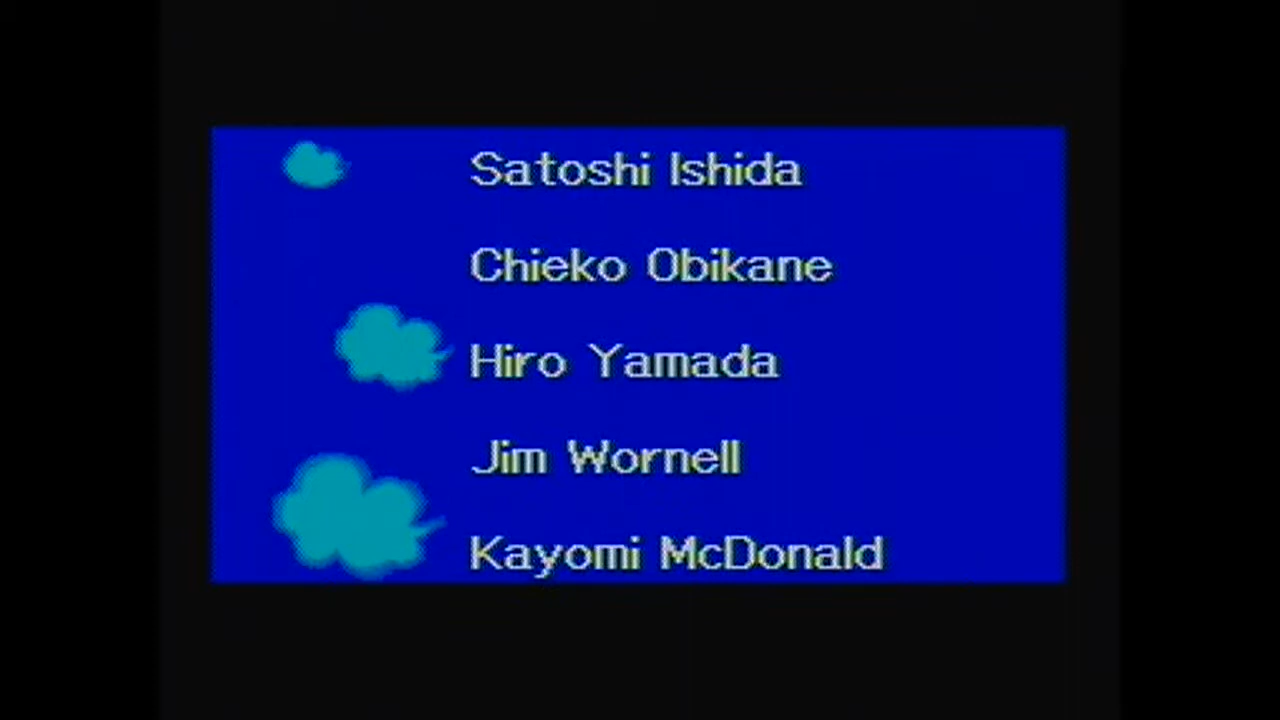 Satoshi Ishida
Chieko Obikane
Hiro Yamada
Jim Wornell
Kayomi McDonald